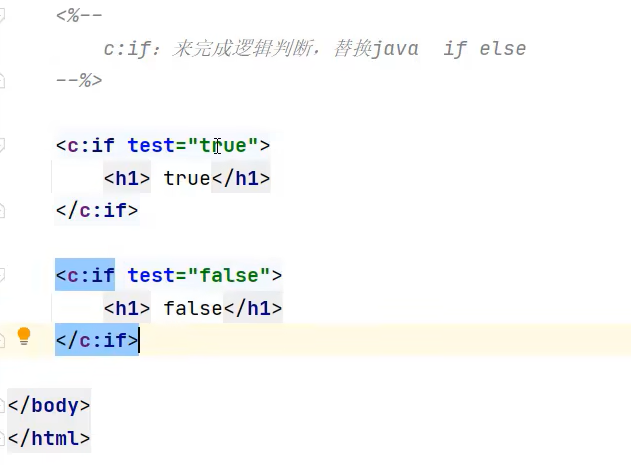 <%--
c:if：来完成逻辑判断，替换java  if else
--%>
<c:if test="true">
<h1> true</h1>
</c:if>
<c:if test="false">
<h1> false</h1>
</c:if>
</body>
</html>